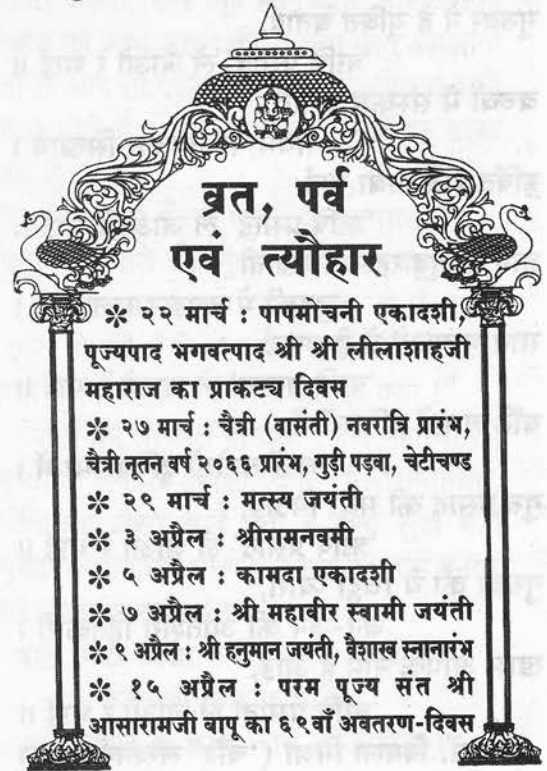 व्रत, पर्व
एवं त्यौहार
❊ २२ मार्च : पापमोचनी एकादशी,
पूज्यपाद भगवत्पाद श्री श्री लीलाशाहजी
महाराज का प्राकट्य दिवस
❊ २७ मार्च : चैत्री (वासंती) नवरात्रि प्रारंभ,
चैत्री नूतन वर्ष २०६६ प्रारंभ, गुड़ी पड़वा, चेटीचण्ड
❊ २९ मार्च : मत्स्य जयंती
❊ ३ अप्रैल : श्रीरामनवमी
❊ ५ अप्रैल : कामदा एकादशी
❊ ७ अप्रैल : श्री महावीर स्वामी जयंती
❊ ९ अप्रैल : श्री हनुमान जयंती, वैशाख स्नानारंभ
❊ १५ अप्रैल : परम पूज्य संत श्री
आसारामजी बापू का ६९वाँ अवतरण-दिवस